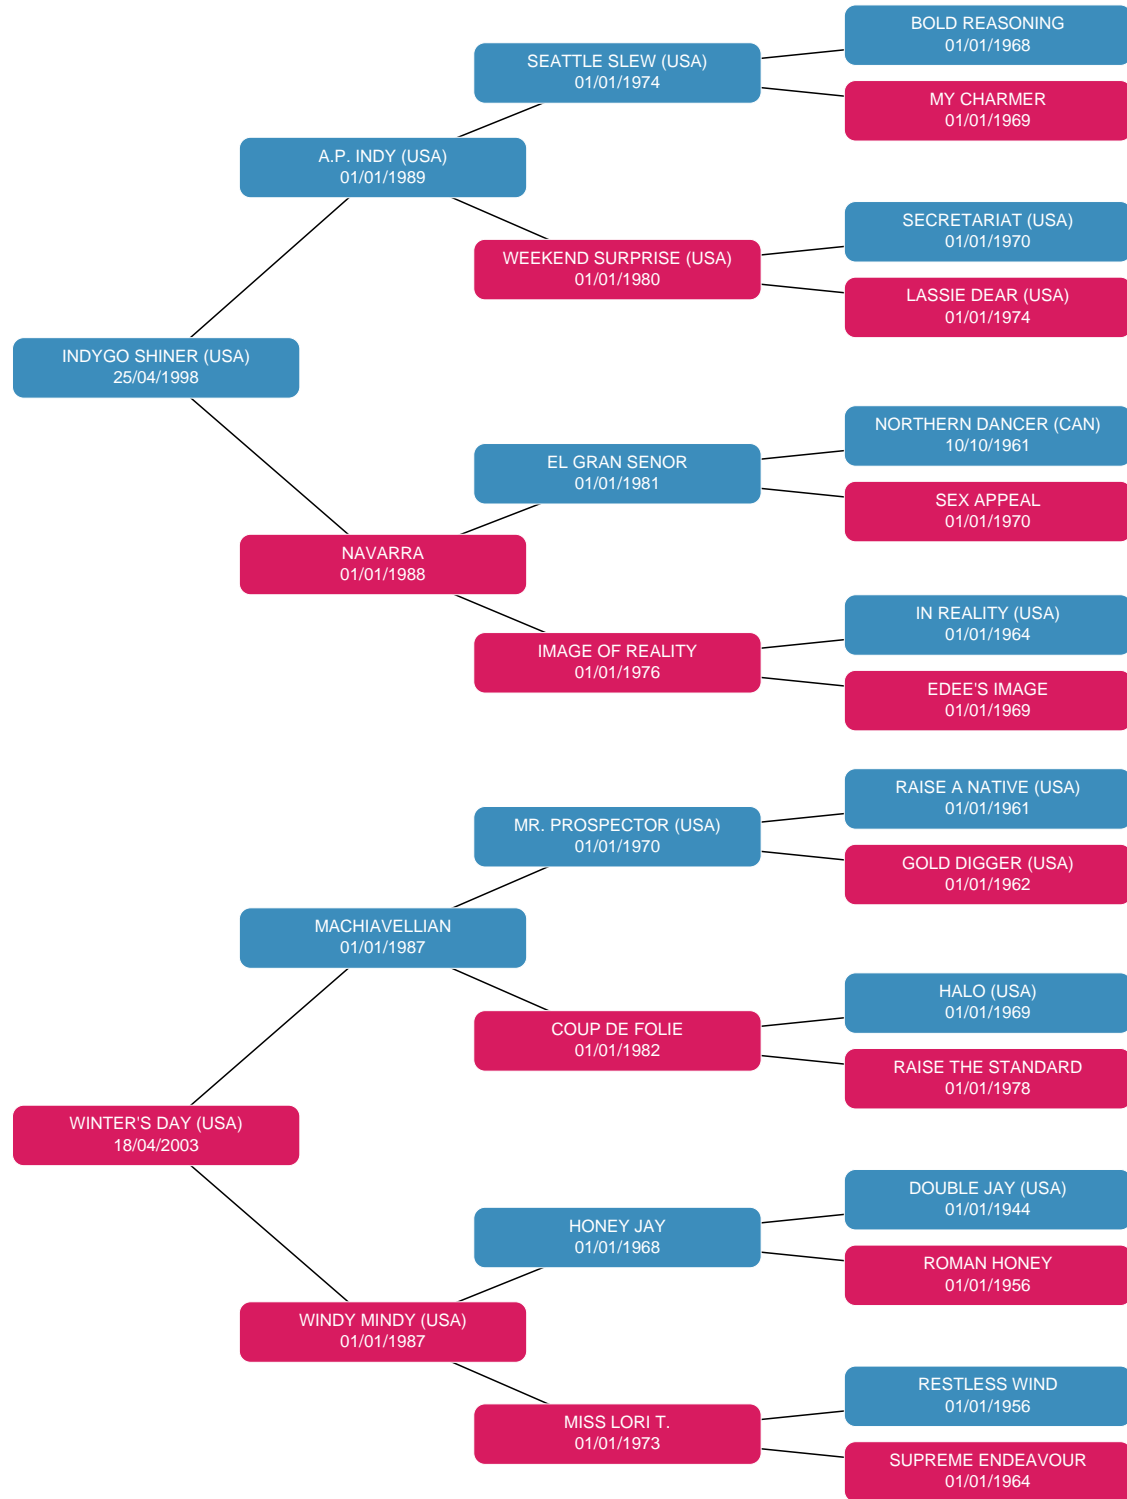 BOLD REASONING
01/01/1968
SEATTLE SLEW (USA)
01/01/1974
MY CHARMER
01/01/1969
A.P. INDY (USA)
01/01/1989
SECRETARIAT (USA)
01/01/1970
WEEKEND SURPRISE (USA)
01/01/1980
LASSIE DEAR (USA)
01/01/1974
INDYGO SHINER (USA)
25/04/1998
NORTHERN DANCER (CAN)
10/10/1961
EL GRAN SENOR
01/01/1981
SEX APPEAL
01/01/1970
NAVARRA
01/01/1988
IN REALITY (USA)
01/01/1964
IMAGE OF REALITY
01/01/1976
EDEE'S IMAGE
01/01/1969
RAISE A NATIVE (USA)
01/01/1961
MR. PROSPECTOR (USA)
01/01/1970
GOLD DIGGER (USA)
01/01/1962
MACHIAVELLIAN
01/01/1987
HALO (USA)
01/01/1969
COUP DE FOLIE
01/01/1982
RAISE THE STANDARD
01/01/1978
WINTER'S DAY (USA)
18/04/2003
DOUBLE JAY (USA)
01/01/1944
HONEY JAY
01/01/1968
ROMAN HONEY
01/01/1956
WINDY MINDY (USA)
01/01/1987
RESTLESS WIND
01/01/1956
MISS LORI T.
01/01/1973
SUPREME ENDEAVOUR
01/01/1964